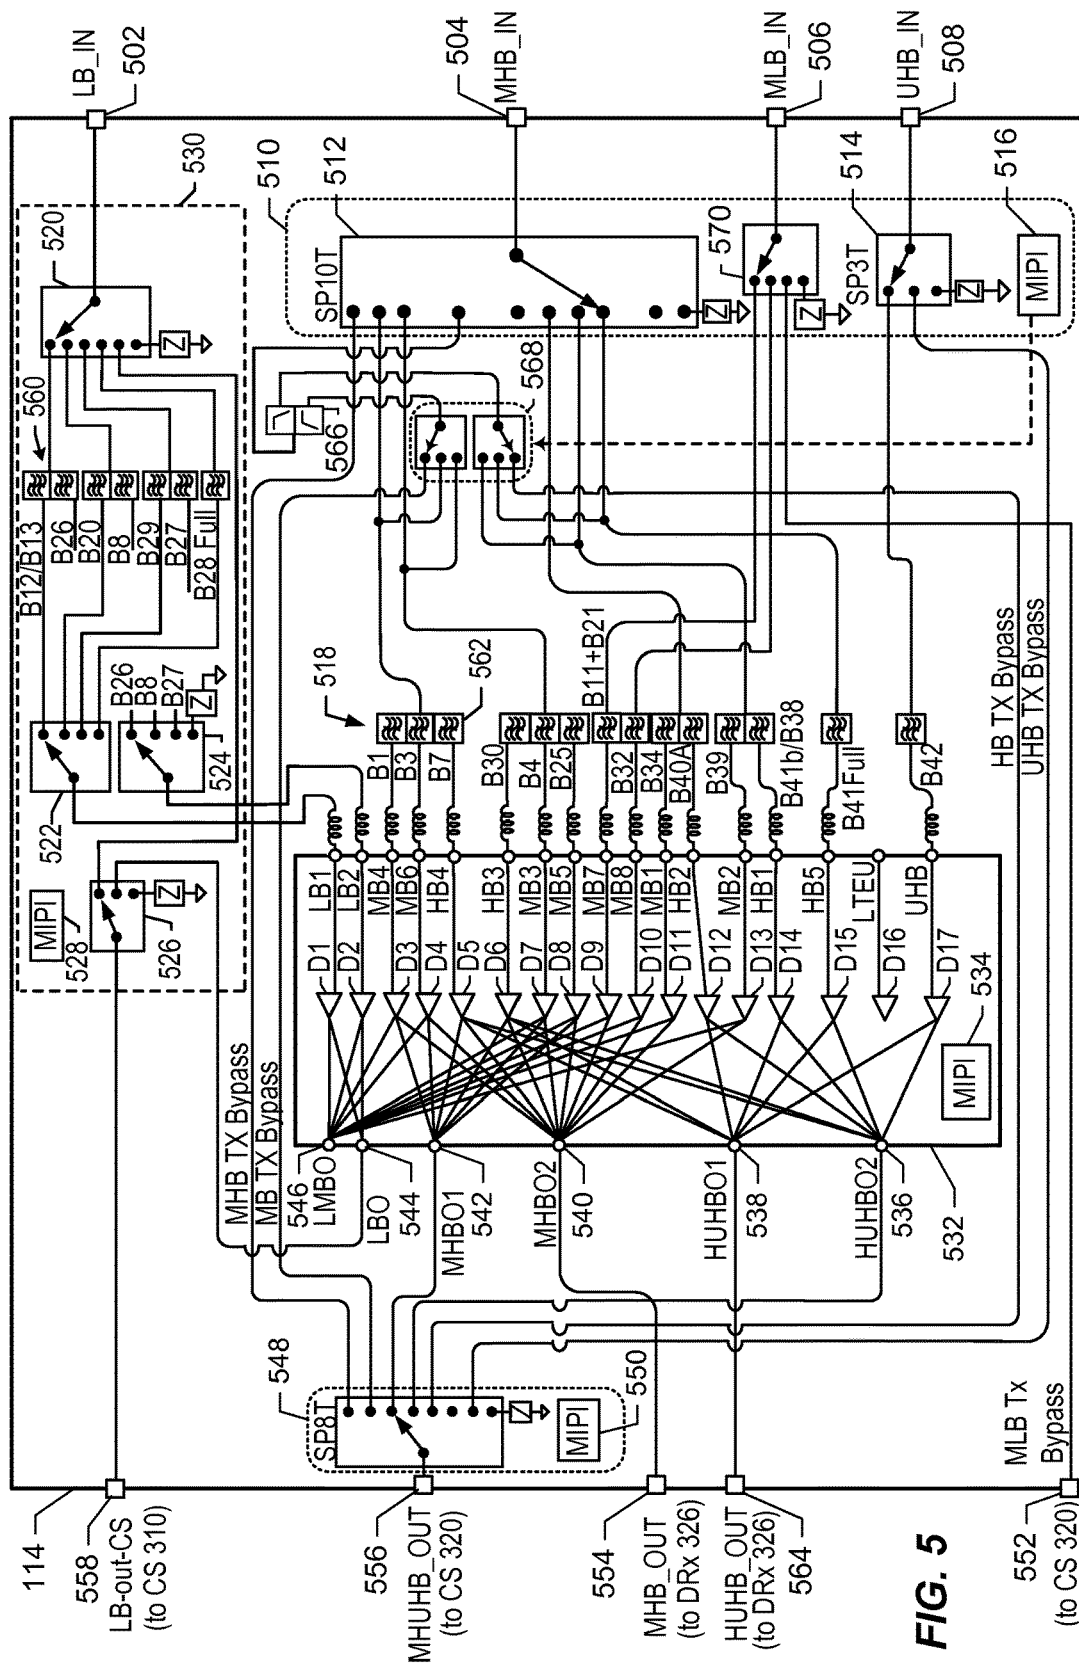 114
558
LB-out-CS
(to CS 310)
556
MHUHB_OUT
(to CS 320)
554
MHB_OUT
(to DRx 326)
HUHB_OUT
(to DRx 326)
564
552
(to CS 320)
MLB Tx
Bypass
548
SP8T
Z
MIPI
550
MHB TX Bypass
MB TX Bypass
546
LMBO
LBO
544
MHBO1
542
MHBO2
540
HUHBO1
538
HUHBO2
536
532
MIPI
534
D1
D2
D3
D4
D5
D6
D7
D8
D9
D10
D11
D12
D13
D14
D15
D16
D17
LB1
LB2
MB4
MB6
HB4
HB3
MB3
MB5
MB7
MB8
MB1
HB2
MB2
HB1
HB5
LTEU
UHB
MIPI
528
526
Z
522
524
Z
B26
B8
B27
B12/B13
B26
B20
B8
B29
B27
B28 Full
560
520
Z
530
LB_IN
502
518
562
B1
B3
B7
B30
B4
B25
B11+B21
B32
B34
B40A
B39
B41b/B38
B41Full
B42
HB TX Bypass
UHB TX Bypass
566
568
510
512
SP10T
Z
570
Z
SP3T
514
Z
MIPI
516
504
MHB_IN
MLB_IN
506
UHB_IN
508
FIG. 5